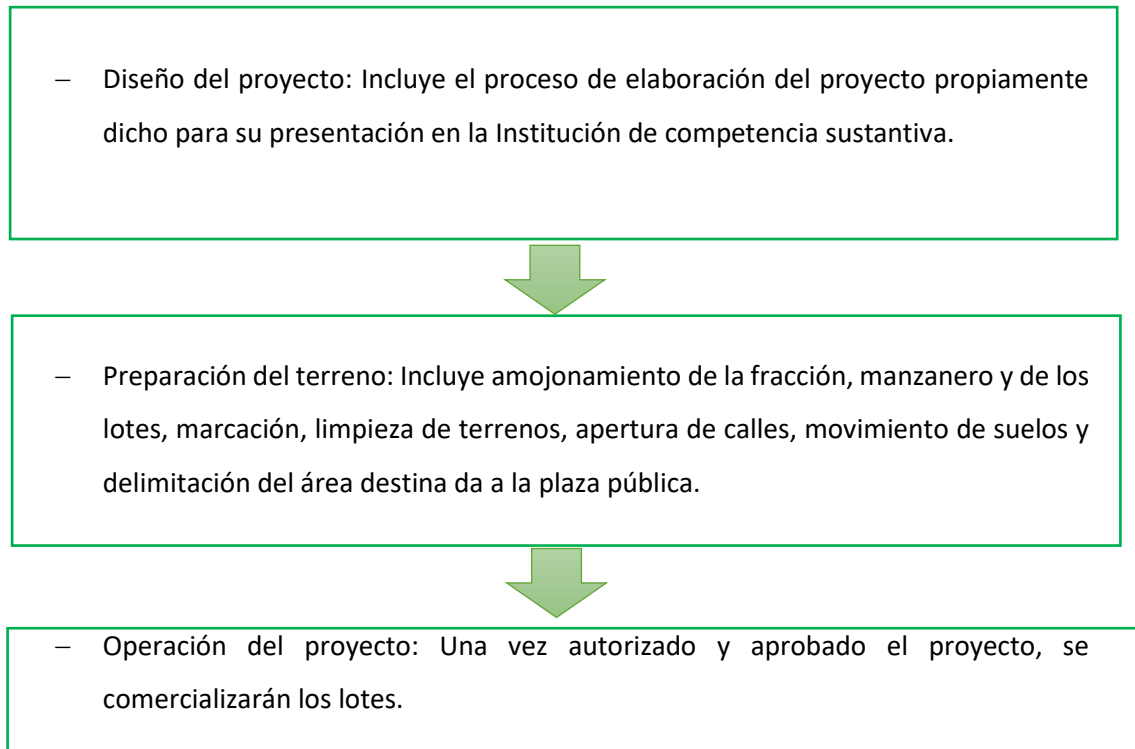 – Diseño del proyecto: Incluye el proceso de elaboración del proyecto propiamente
dicho para su presentación en la Institución de competencia sustantiva.
– Preparación del terreno: Incluye amojonamiento de la fracción, manzanero y de los
lotes, marcación, limpieza de terrenos, apertura de calles, movimiento de suelos y
delimitación del área destina da a la plaza pública.
– Operación del proyecto: Una vez autorizado y aprobado el proyecto, se
comercializarán los lotes.